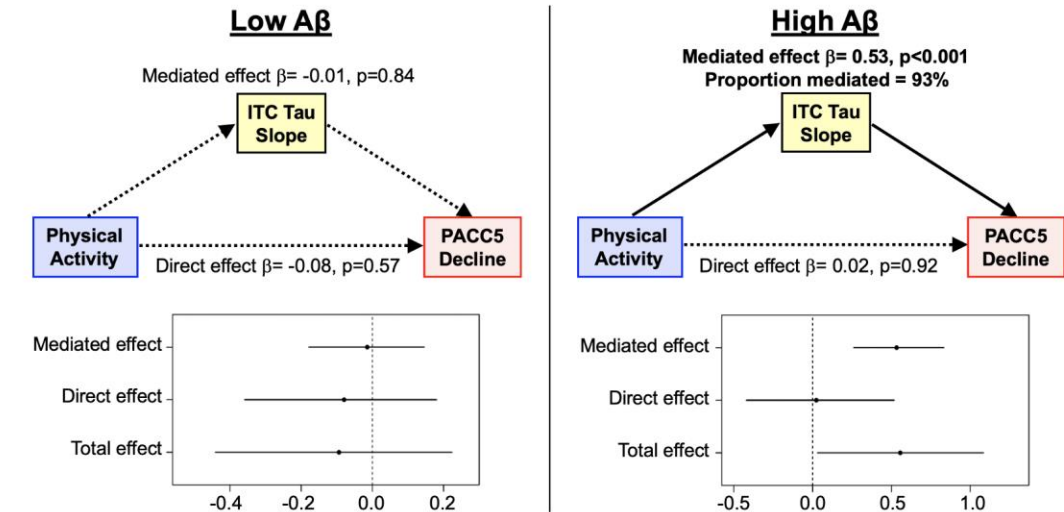 Low Aβ
Mediated effect β= -0.01, p=0.84
ITC Tau
Slope
Physical
Activity
PACC5
Decline
Direct effect β= -0.08, p=0.57
Mediated effect
Direct effect
Total effect
-0.4
-0.2
0.0
0.2
High Aβ
Mediated effect β= 0.53, p<0.001
Proportion mediated = 93%
ITC Tau
Slope
Physical
Activity
PACC5
Decline
Direct effect β= 0.02, p=0.92
Mediated effect
Direct effect
Total effect
-0.5
0.0
0.5
1.0